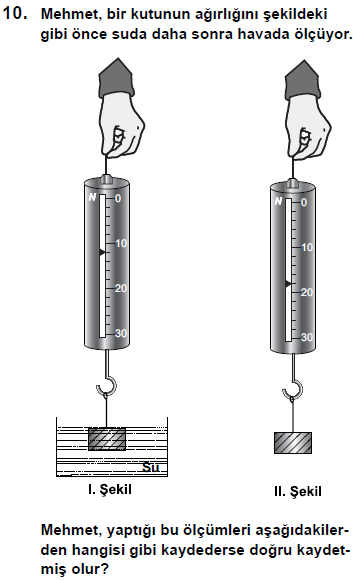 10. Mehmet, bir kutunun ağırlığını şekildeki
gibi önce suda daha sonra havada ölçüyor.
N
0
10
20
30
Su
I. Şekil
N
0
10
20
30
II. Şekil
Mehmet, yaptığı bu ölçümleri aşağıdakiler-
den hangisi gibi kaydederse doğru kaydet-
miş olur?